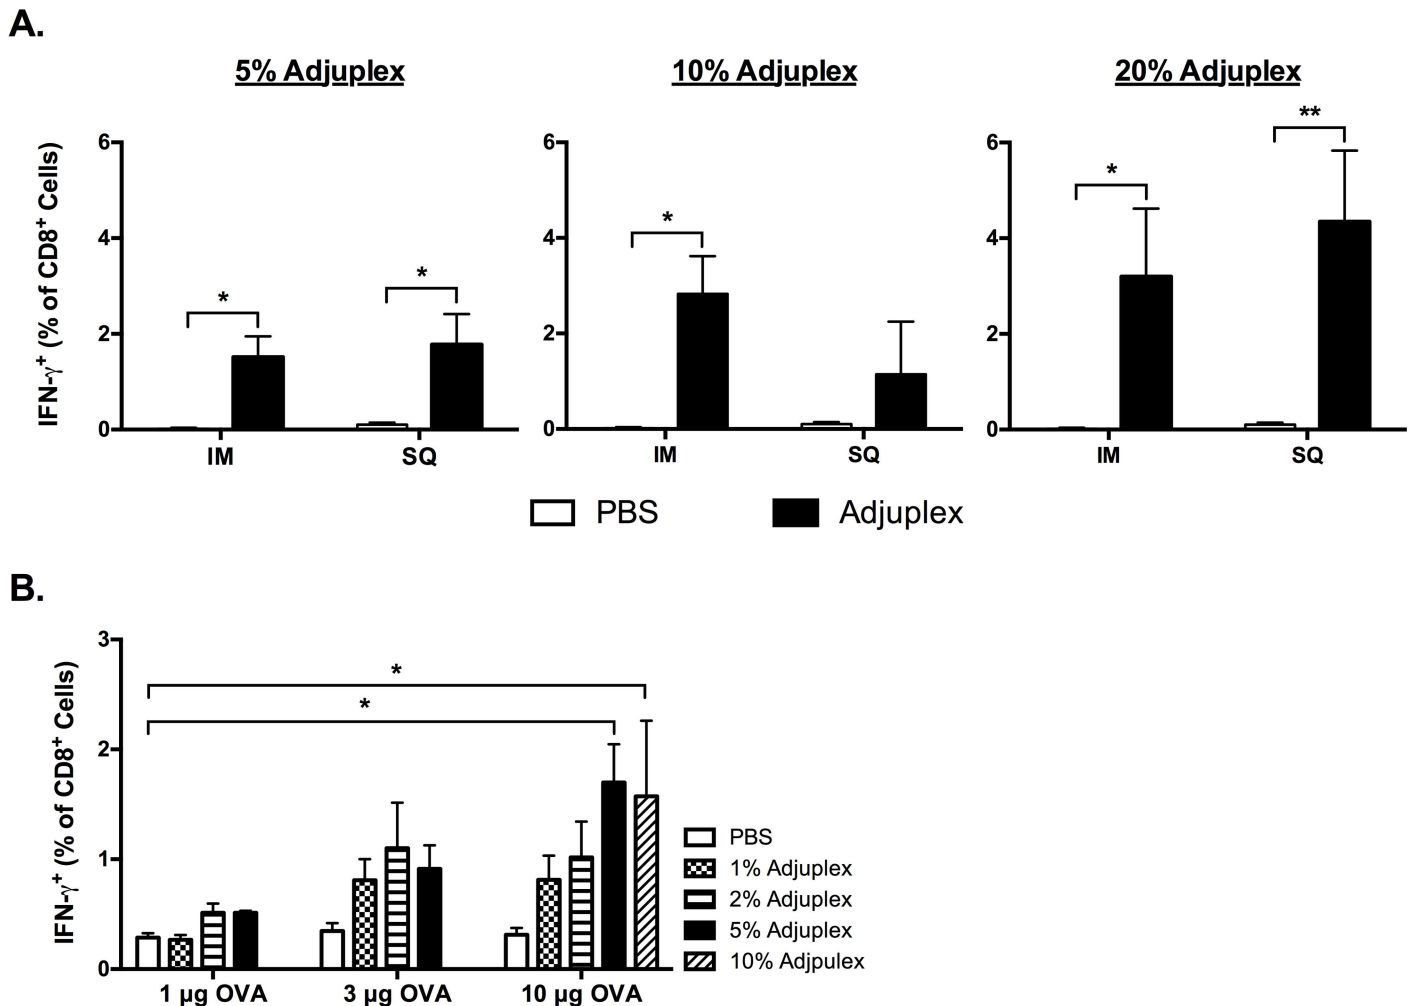 A.
5% Adjuplex
10% Adjuplex
20% Adjuplex
IFN-γ+ (% of CD8+ Cells)
6
4
2
0
*
*
IM
SQ
6
4
2
0
*
IM
SQ
6
4
2
0
*
**
IM
SQ
PBS
Adjuplex
B.
IFN-γ+ (% of CD8+ Cells)
3
2
1
0
*
*
1 µg OVA
3 µg OVA
10 µg OVA
PBS
1% Adjuplex
2% Adjuplex
5% Adjuplex
10% Adjpulex